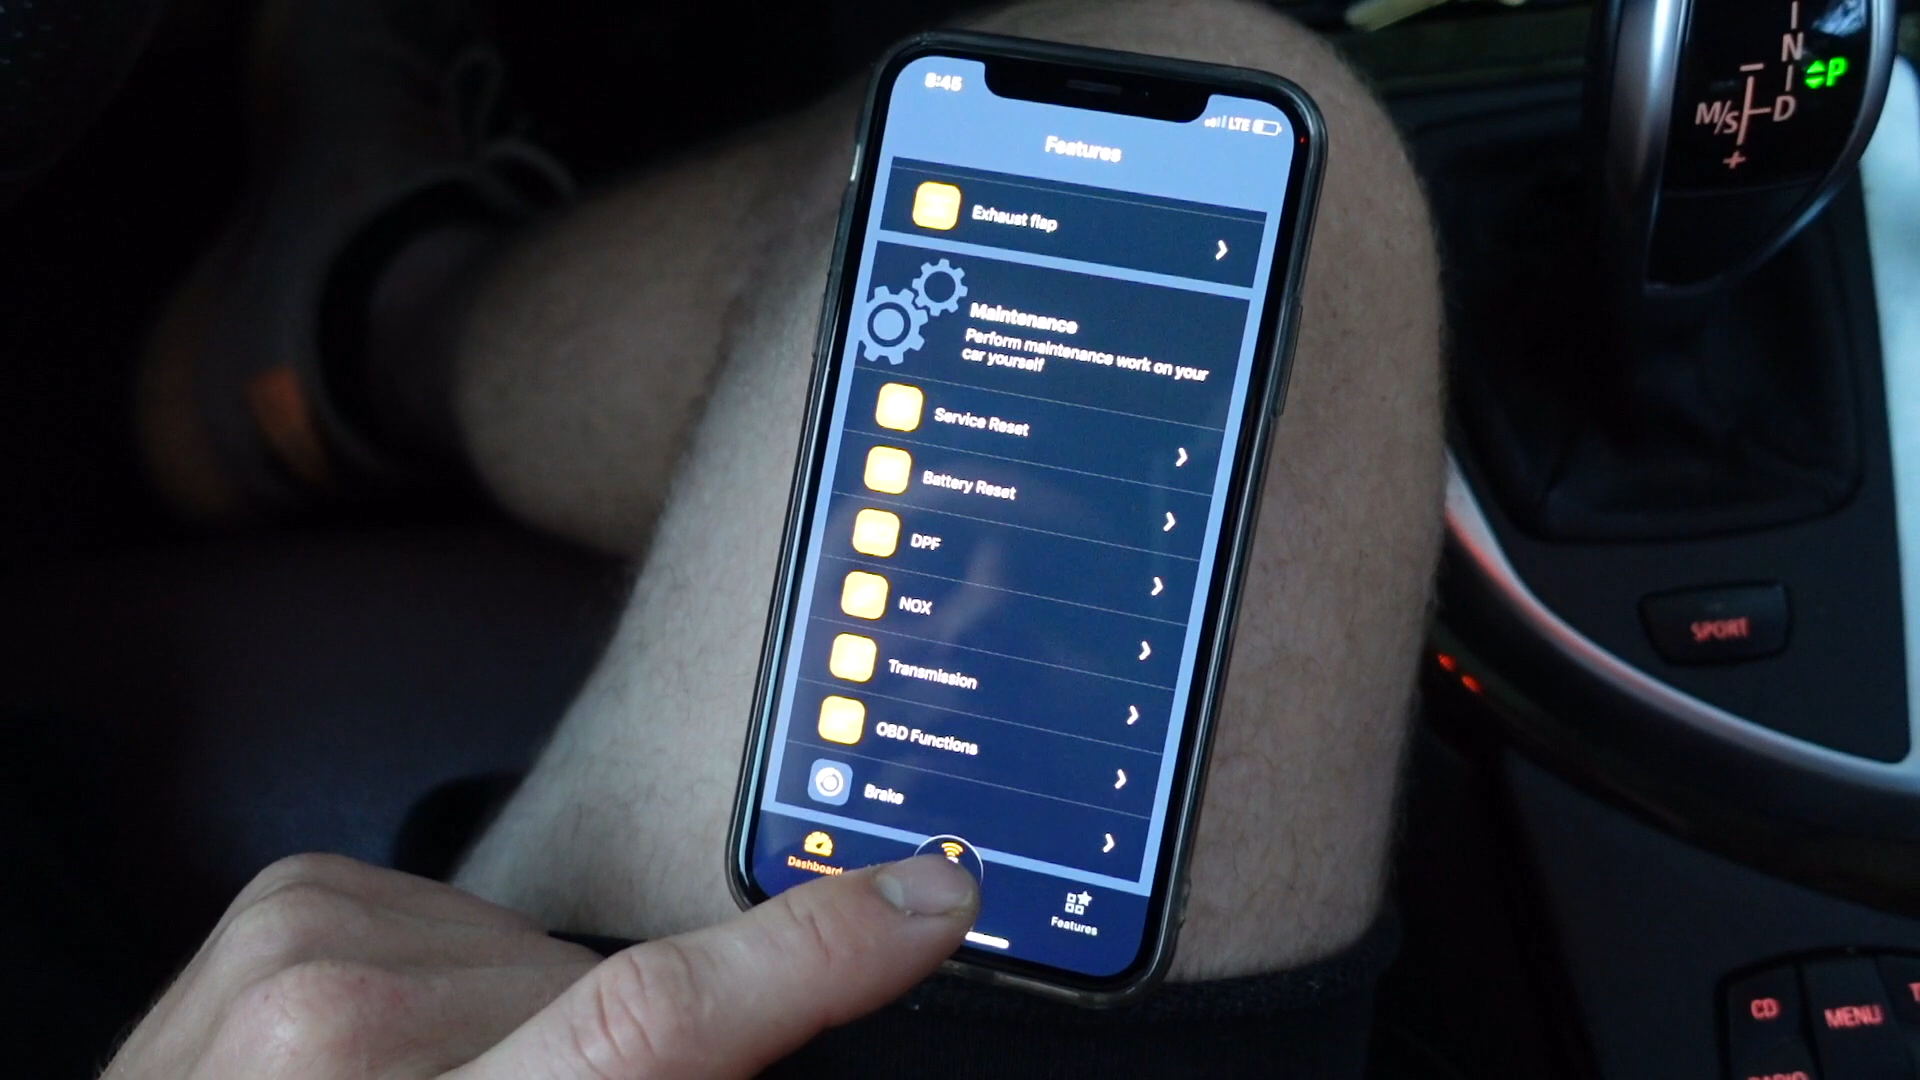 8:45
LTE
Features
Exhaust flap
Maintenance
Perform maintenance work on your
car yourself
Service Reset
Battery Reset
DPF
NOX
Transmission
OBD Functions
Brake
Dashboard
Features
N
P
M/S
D
+
SPORT
CD
MENU